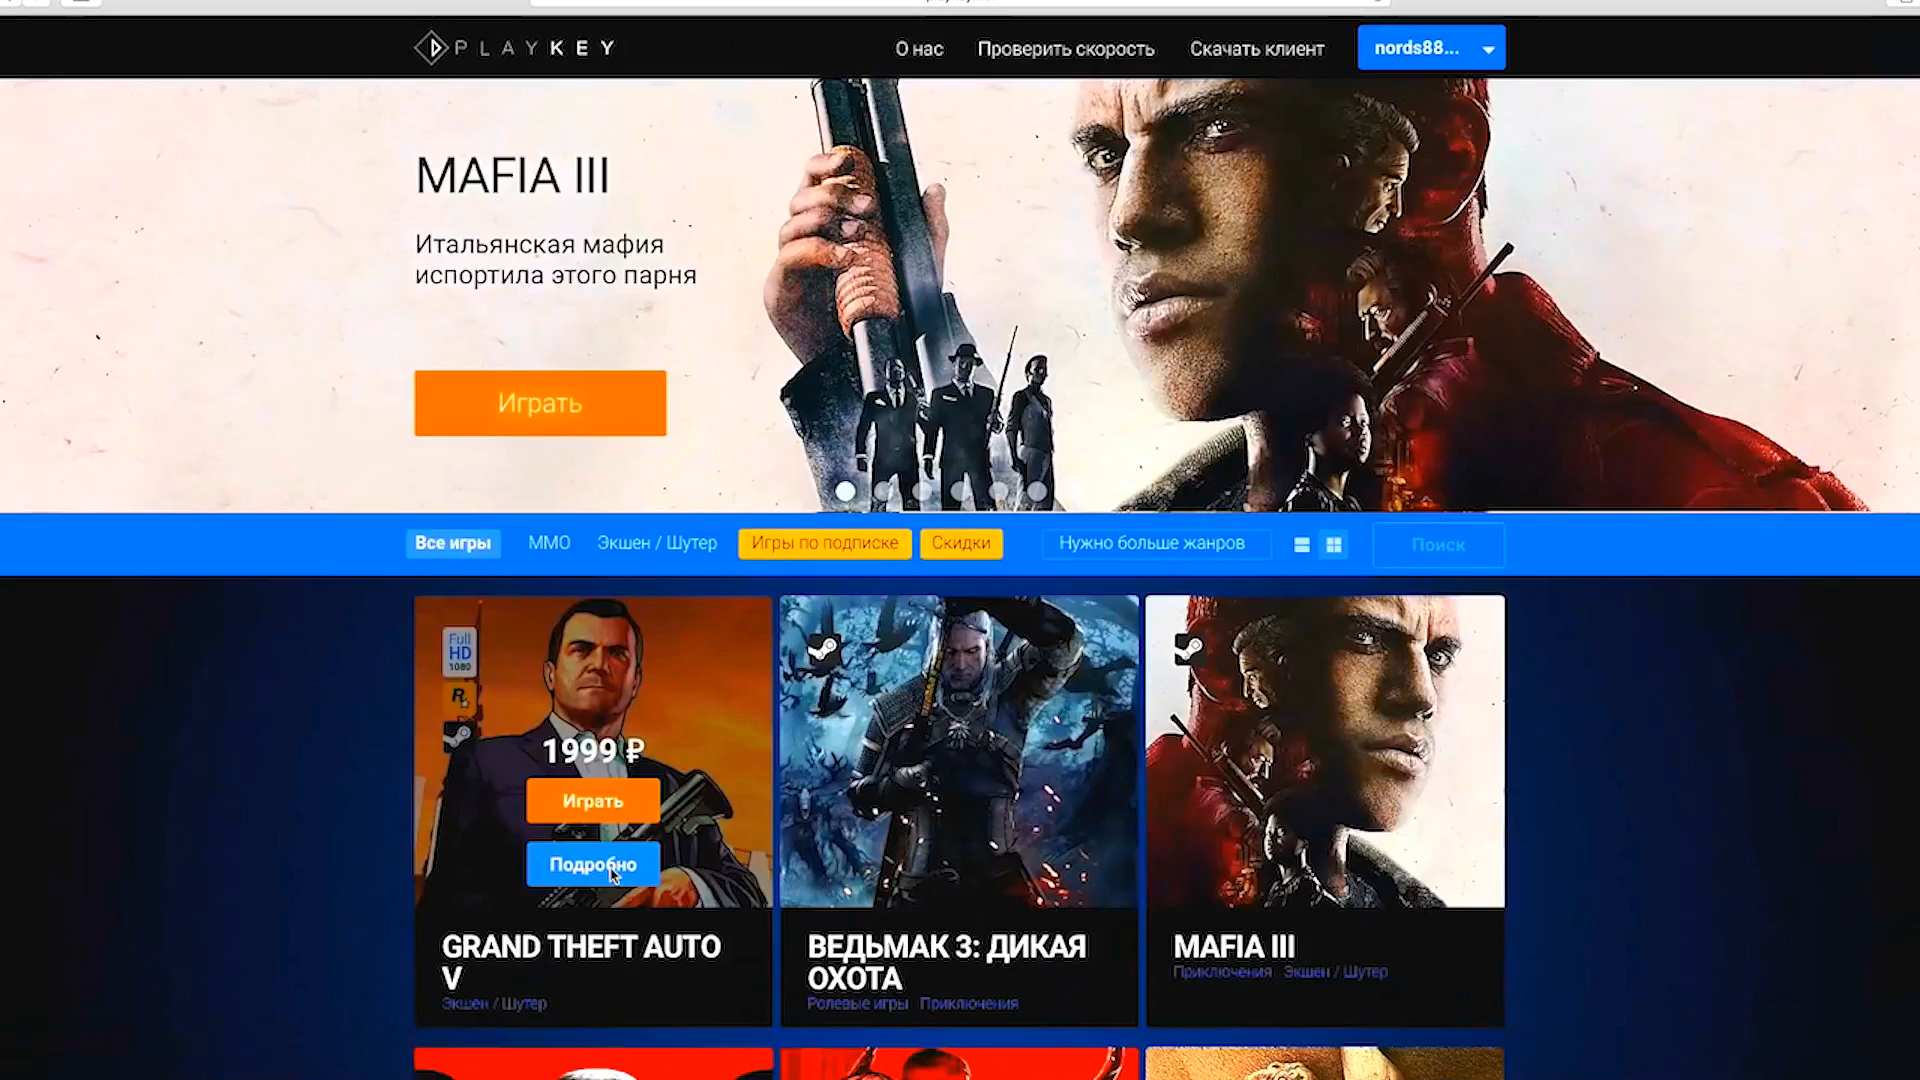 PLAYKEY
О нас
Проверить скорость
Скачать клиент
nords88...
MAFIA III
Итальянская мафия
испортила этого парня
Играть
Все игры
ММО
Экшен / Шутер
Игры по подписке
Скидки
Нужно больше жанров
Поиск
Full
HD
1080
R
1999 ₽
Играть
Подробно
GRAND THEFT AUTO
V
Экшен / Шутер
ВЕДЬМАК 3: ДИКАЯ
ОХОТА
Ролевые игры Приключения
MAFIA III
Приключения Экшен / Шутер